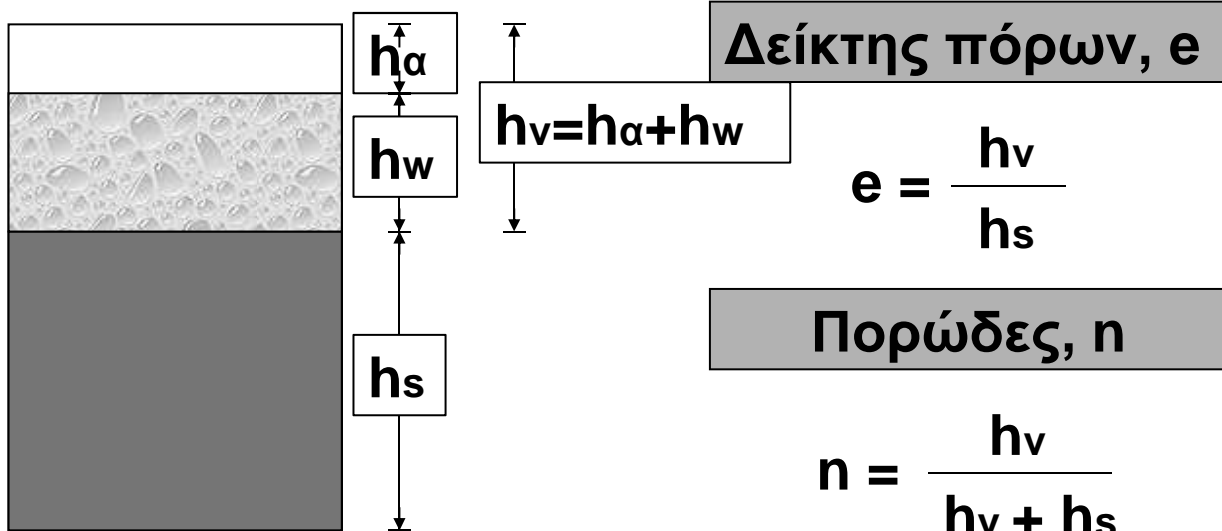 hα
hw
hs
hv=hα+hw
Δείκτης πόρων, e
e = hv
hs
Πορώδες, n
n = hv
hv + hs